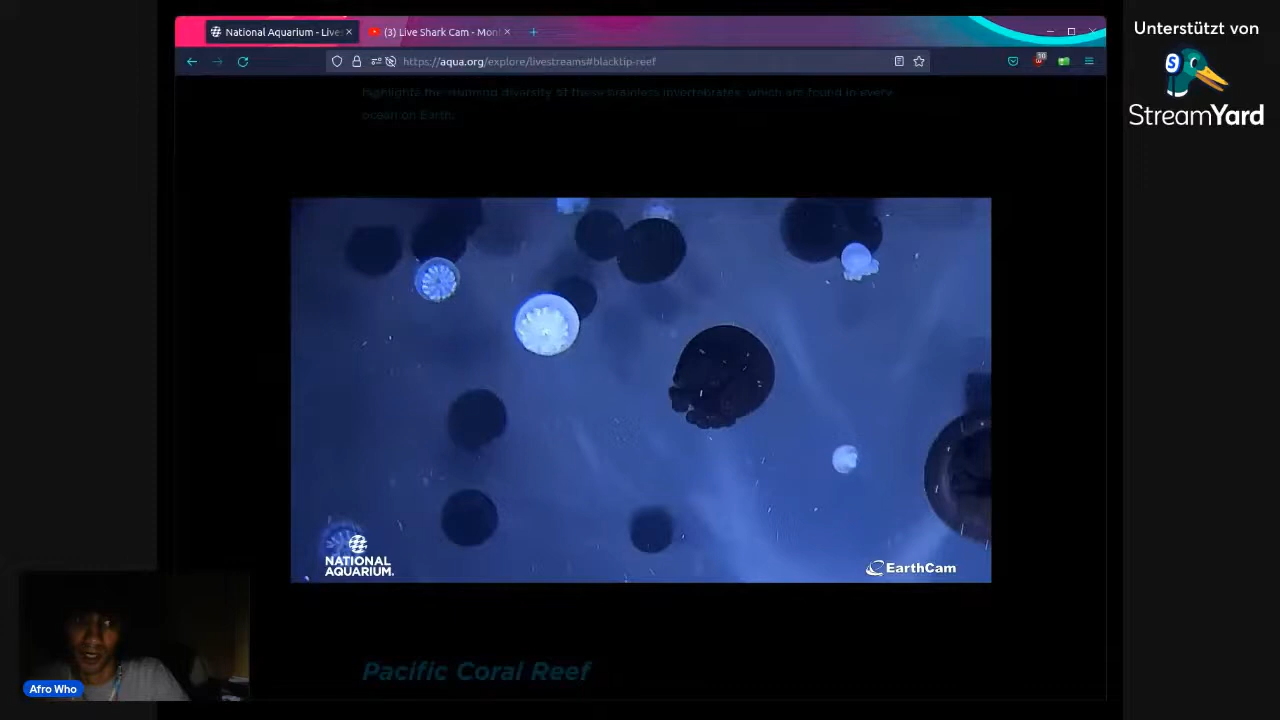 National Aquarium - Live
(3) Live Shark Cam - Mon
https://aqua.org/explore/livestreams#blacktip-reef
highlights the stunning diversity of these brainless invertebrates, which are found in every
ocean on Earth.
NATIONAL
AQUARIUM.
EarthCam
Pacific Coral Reef
Afro Who
Unterstützt von
S
StreamYard